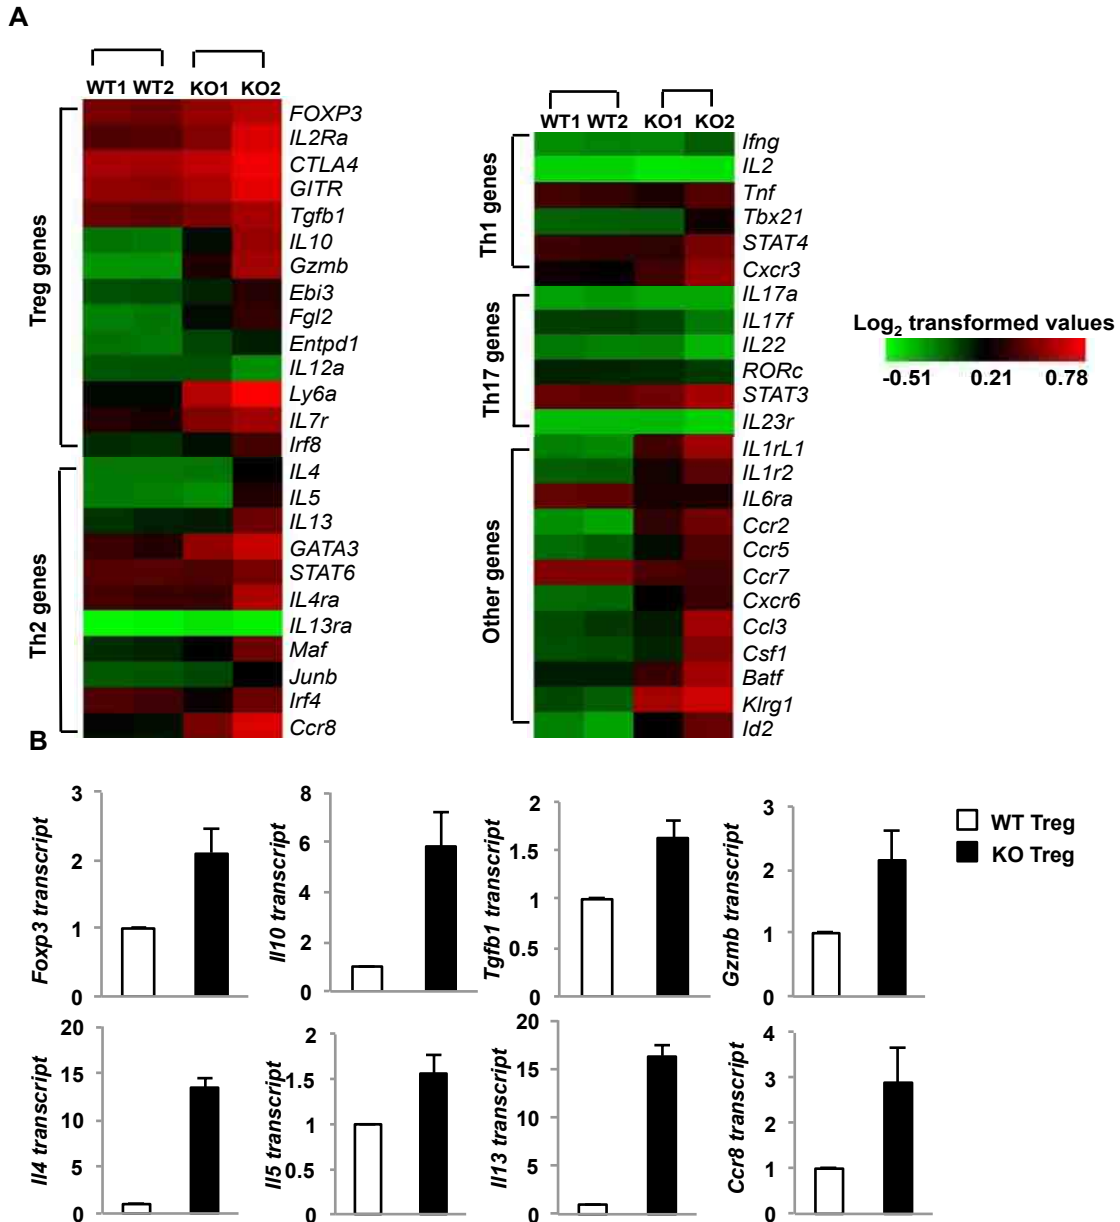 A
WT1 WT2 KO1 KO2
Treg genes
FOXP3
IL2Ra
CTLA4
GITR
Tgfb1
IL10
Gzmb
Ebi3
Fgl2
Entpd1
IL12a
Ly6a
IL7r
Irf8
Th2 genes
IL4
IL5
IL13
GATA3
STAT6
IL4ra
IL13ra
Maf
Junb
Irf4
Ccr8
WT1 WT2 KO1 KO2
Th1 genes
Ifng
IL2
Tnf
Tbx21
STAT4
Cxcr3
Th17 genes
IL17a
IL17f
IL22
RORc
STAT3
IL23r
Other genes
IL1rL1
IL1r2
IL6ra
Ccr2
Ccr5
Ccr7
Cxcr6
Ccl3
Csf1
Batf
Klrg1
Id2
Log2 transformed values
-0.51 0.21 0.78
B
Foxp3 transcript
3
2
1
0
Il10 transcript
8
6
4
2
0
Tgfb1 transcript
2
1.5
1
0.5
0
Gzmb transcript
3
2
1
0
WT Treg
KO Treg
Il4 transcript
20
15
10
5
0
Il5 transcript
2
1.5
1
0.5
0
Il13 transcript
20
15
10
5
0
Ccr8 transcript
4
3
2
1
0